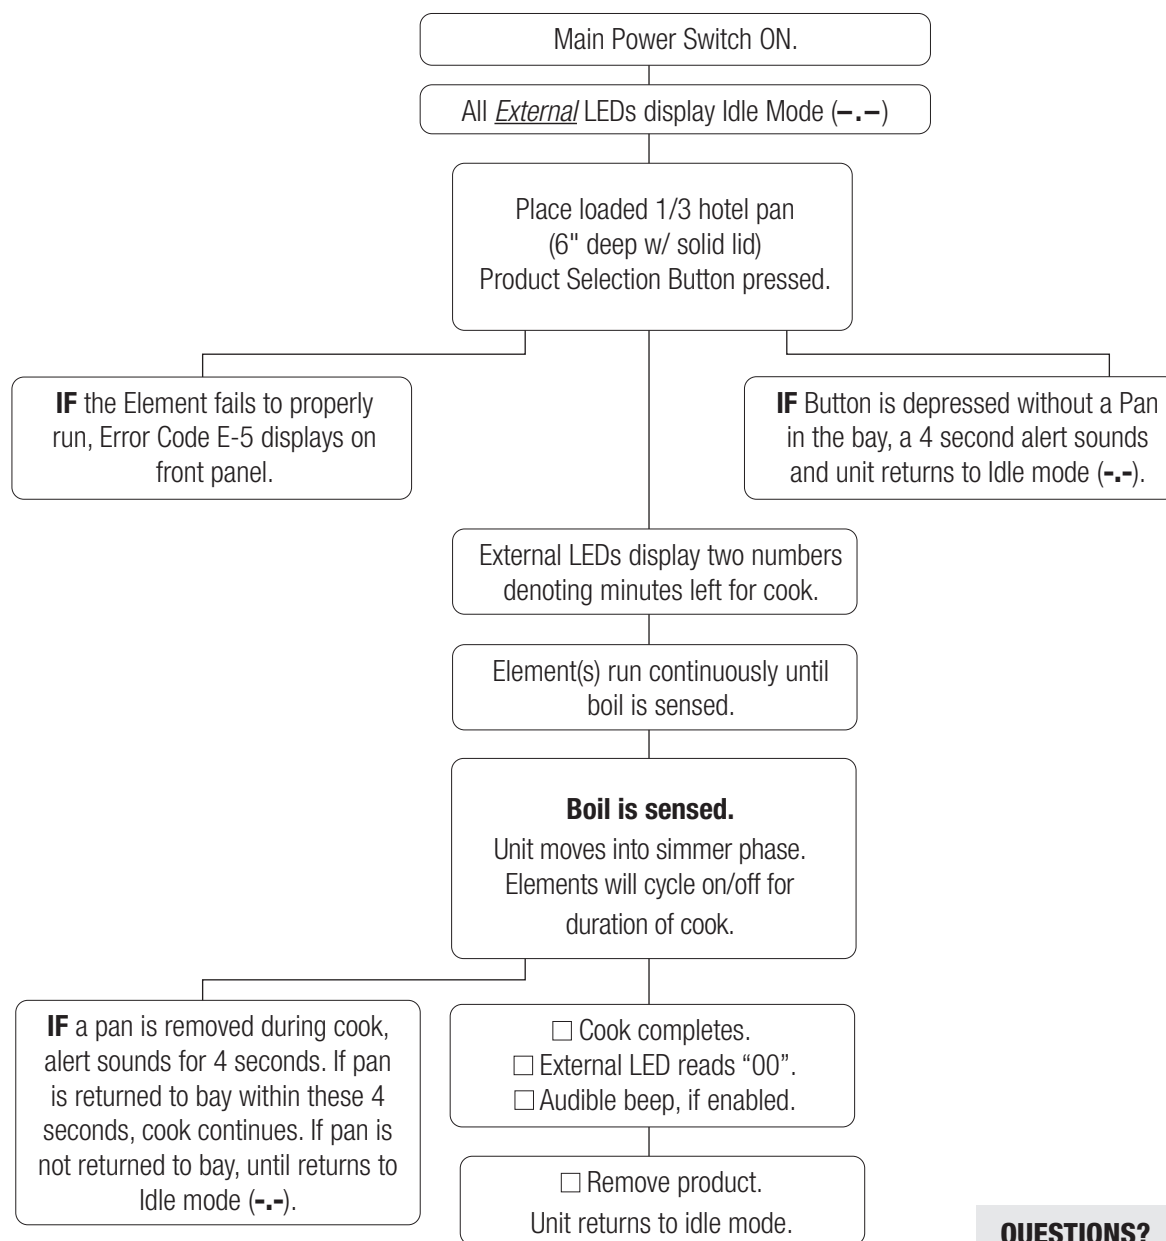 Main Power Switch ON.
All External LEDs display Idle Mode (–.–)
Place loaded 1/3 hotel pan
(6" deep w/ solid lid)
Product Selection Button pressed.
IF the Element fails to properly
run, Error Code E-5 displays on
front panel.
IF Button is depressed without a Pan
in the bay, a 4 second alert sounds
and unit returns to Idle mode (-.-).
External LEDs display two numbers
denoting minutes left for cook.
Element(s) run continuously until
boil is sensed.
Boil is sensed.
Unit moves into simmer phase.
Elements will cycle on/off for
duration of cook.
IF a pan is removed during cook,
alert sounds for 4 seconds. If pan
is returned to bay within these 4
seconds, cook continues. If pan is
not returned to bay, until returns to
Idle mode (-.-).
☐ Cook completes.
☐ External LED reads “00”.
☐ Audible beep, if enabled.
☐ Remove product.
Unit returns to idle mode.
QUESTIONS?